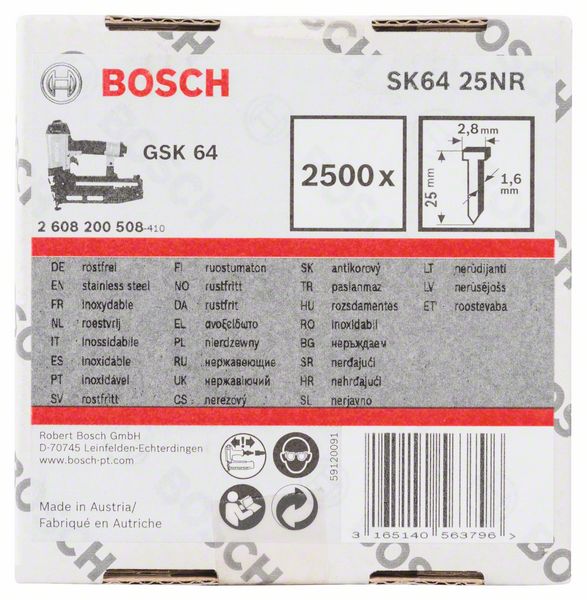 BOSCH
SK64 25NR
GSK 64
2500 x
2,8 mm
25 mm
1,6 mm
2 608 200 508-410
DE rostfrei
EN stainless steel
FR inoxydable
NL roestvrij
IT inossidabile
ES inoxidable
PT inoxidável
SV rostfritt
FI ruostumaton
NO rustfritt
DA rustfrit
EL ανοξείδωτο
PL nierdzewny
RU нержавеющие
UK нержавіючий
CS nerezový
SK antikorový
TR paslanmaz
HU rozsdamentes
RO inoxidabil
BG неръждаем
SR nerđajući
HR nehrđajući
SL nerjavno
LT nerūdijanti
LV nerūsējošs
ET roostevaba
Robert Bosch GmbH
D-70745 Leinfelden-Echterdingen
www.bosch-pt.com
Made in Austria/
Fabriqué en Autriche
59120091
3 165140 563796 >